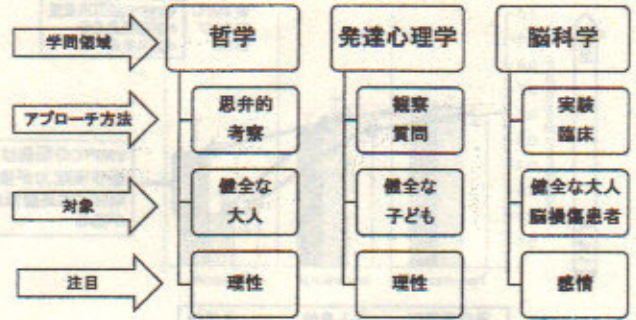 学問領域
哲学
発達心理学
脳科学
アプローチ方法
思弁的
考察
観察
質問
実験
臨床
対象
健全な
大人
健全な
子ども
健全な大人
脳損傷患者
注目
理性
理性
感情